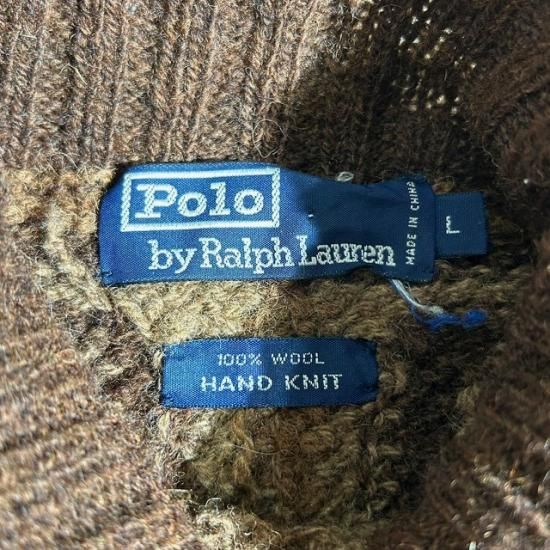 Polo
by Ralph Lauren
MADE IN CHINA
L
100% WOOL
HAND KNIT